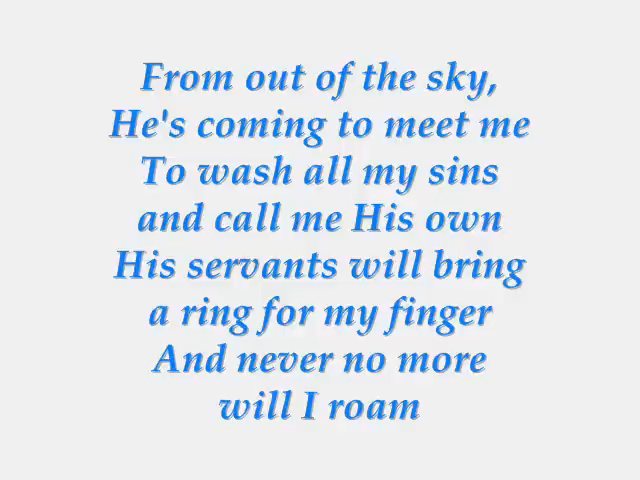 From out of the sky,
He's coming to meet me
To wash all my sins
and call me His own
His servants will bring
a ring for my finger
And never no more
will I roam